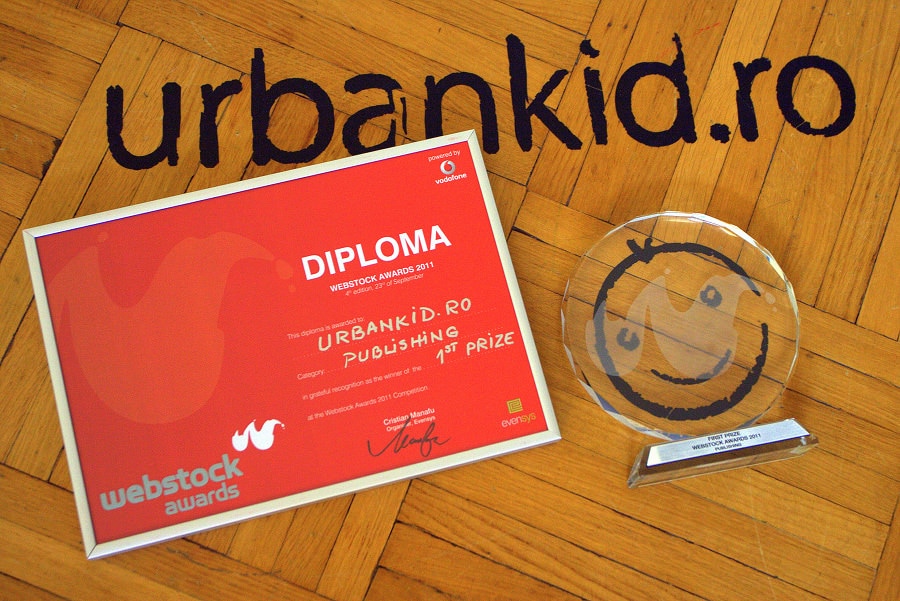 urbankid.ro
powered by
vodafone
DIPLOMA
WEBSTOCK AWARDS 2011
4th edition, 23rd of September
This diploma is awarded to:
URBANKID.RO
Category:
PUBLISHING
1ST PRIZE
in grateful recognition as the winner of the
at the Webstock Awards 2011 Competition.
Cristian Manafu
Organiser, Evensys
evensys
webstock
awards
FIRST PRIZE
WEBSTOCK AWARDS 2011
PUBLISHING